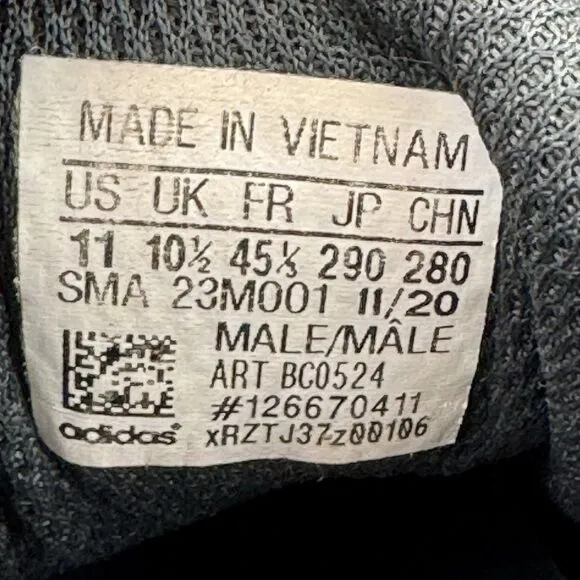 MADE IN VIETNAM
US UK FR JP CHN
11 10½ 45⅓ 290 280
SMA 23M001 11/20
MALE/MÂLE
ART BC0524
#126670411
adidas xRZTJ37z00106